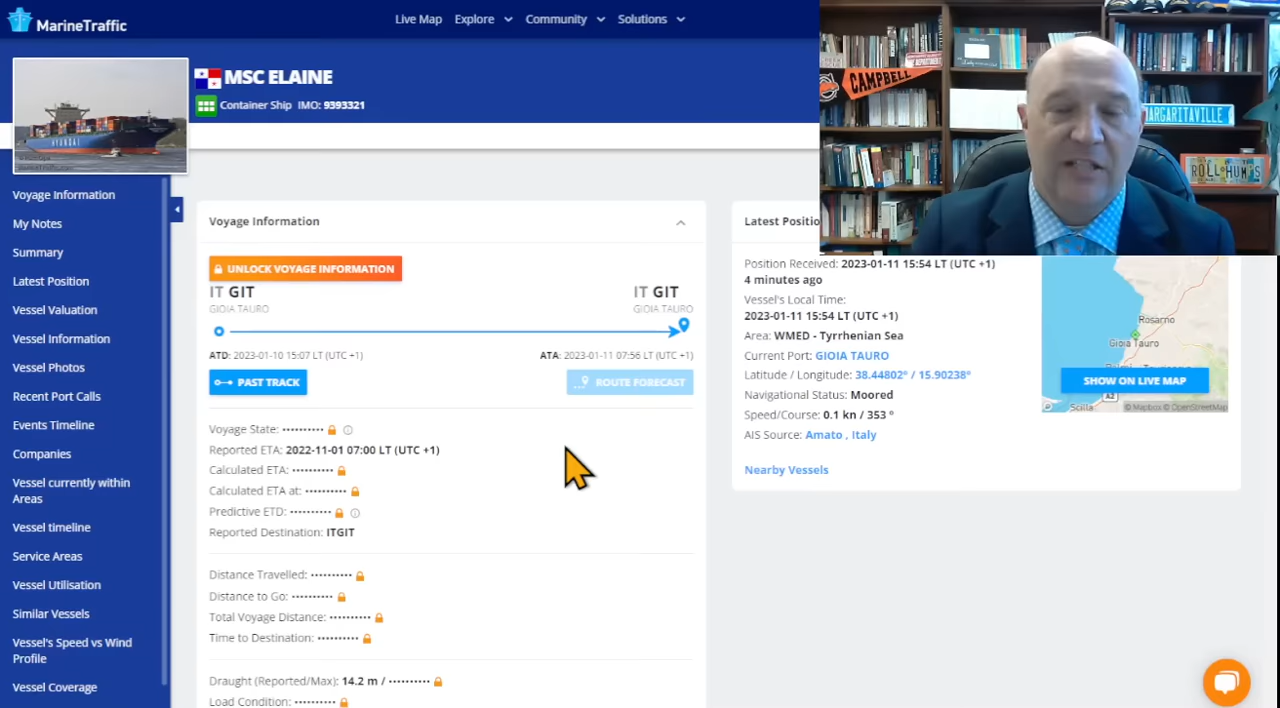 MarineTraffic
Live Map Explore Community Solutions
MSC ELAINE
Container Ship IMO: 9393321
HYUNDAI
CAMPBELL
ARGARITAVILLE
Voyage Information
My Notes
Summary
Latest Position
Vessel Valuation
Vessel Information
Vessel Photos
Recent Port Calls
Events Timeline
Companies
Vessel currently within
Areas
Vessel timeline
Service Areas
Vessel Utilisation
Similar Vessels
Vessel's Speed vs Wind
Profile
Vessel Coverage
Voyage Information
UNLOCK VOYAGE INFORMATION
IT GIT IT GIT
GIOIA TAURO GIOIA TAURO
ATD: 2023-01-10 15:07 LT (UTC +1) ATA: 2023-01-11 07:56 LT (UTC +1)
PAST TRACK ROUTE FORECAST
Voyage State:
Reported ETA: 2022-11-01 07:00 LT (UTC +1)
Calculated ETA:
Calculated ETA at:
Predictive ETD:
Reported Destination: ITGIT
Distance Travelled:
Distance to Go:
Total Voyage Distance:
Time to Destination:
Draught (Reported/Max): 14.2 m /
Load Condition:
Latest Positio
Position Received: 2023-01-11 15:54 LT (UTC +1)
4 minutes ago
Vessel's Local Time:
2023-01-11 15:54 LT (UTC +1)
Area: WMED - Tyrrhenian Sea
Current Port: GIOIA TAURO
Latitude / Longitude: 38.44802° / 15.90238°
Navigational Status: Moored
Speed/Course: 0.1 kn / 353 °
AIS Source: Amato , Italy
Nearby Vessels
Rosarno
Gioia Tauro
SHOW ON LIVE MAP
A2
Scilla
© Mapbox © OpenStreetMap